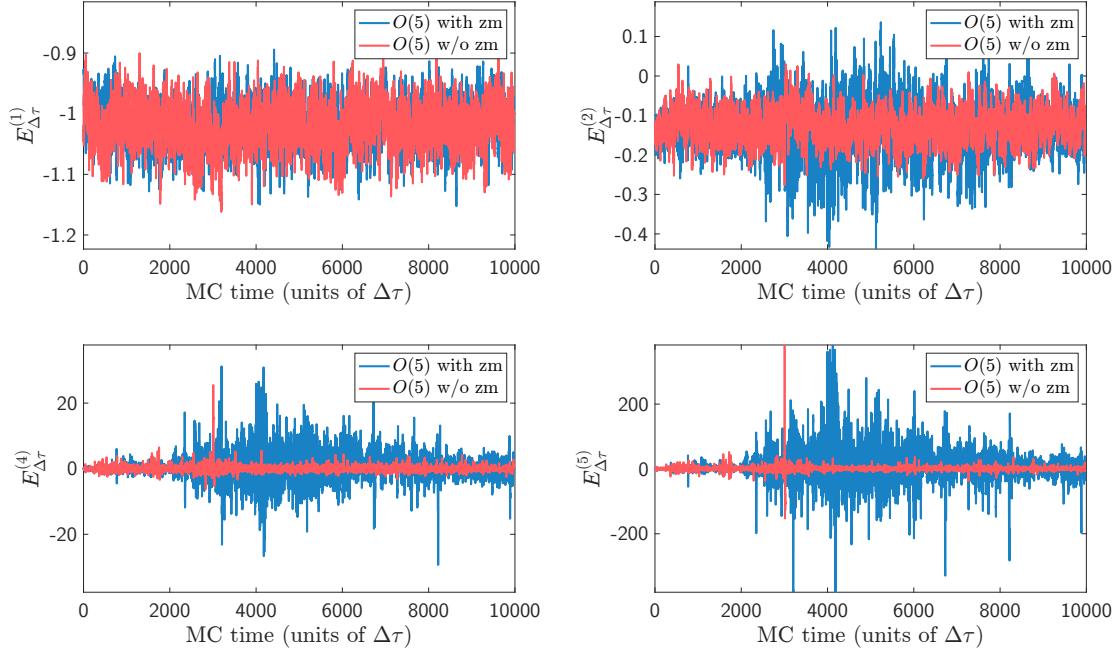 O(5) with zm
O(5) w/o zm
-0.9
-1
-1.1
-1.2
E^{(1)}_{Δτ}
0 2000 4000 6000 8000 10000
MC time (units of Δτ)
O(5) with zm
O(5) w/o zm
0.1
0
-0.1
-0.2
-0.3
-0.4
E^{(2)}_{Δτ}
0 2000 4000 6000 8000 10000
MC time (units of Δτ)
O(5) with zm
O(5) w/o zm
20
0
-20
E^{(4)}_{Δτ}
0 2000 4000 6000 8000 10000
MC time (units of Δτ)
O(5) with zm
O(5) w/o zm
200
0
-200
E^{(5)}_{Δτ}
0 2000 4000 6000 8000 10000
MC time (units of Δτ)